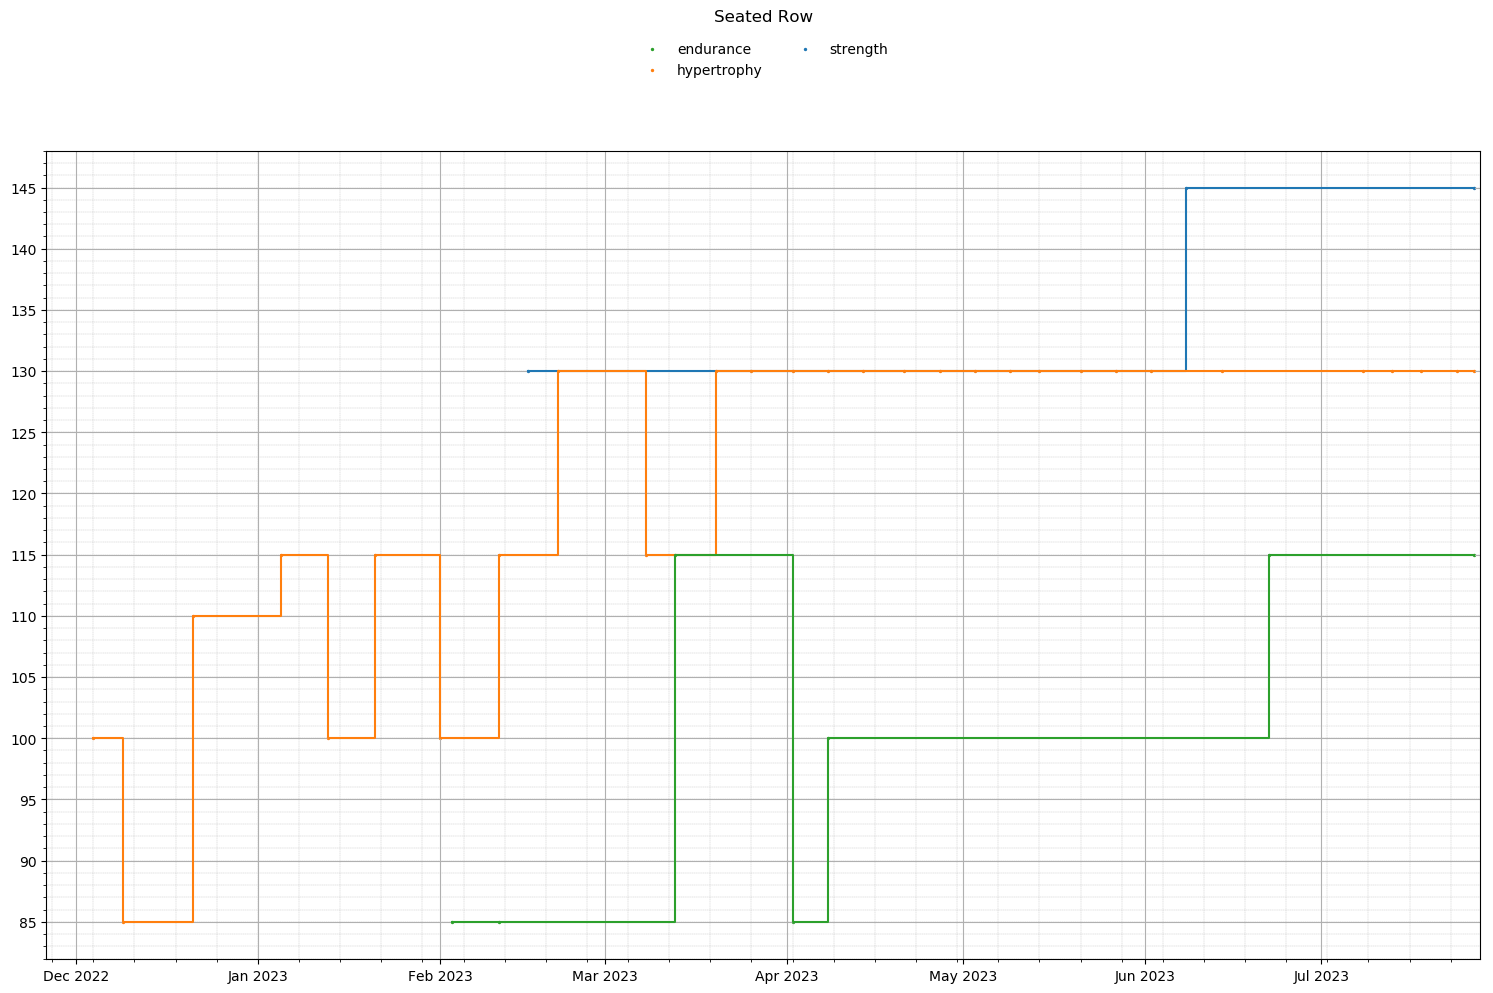 Seated Row
endurance
strength
hypertrophy
145
140
135
130
125
120
115
110
105
100
95
90
85
Dec 2022
Jan 2023
Feb 2023
Mar 2023
Apr 2023
May 2023
Jun 2023
Jul 2023